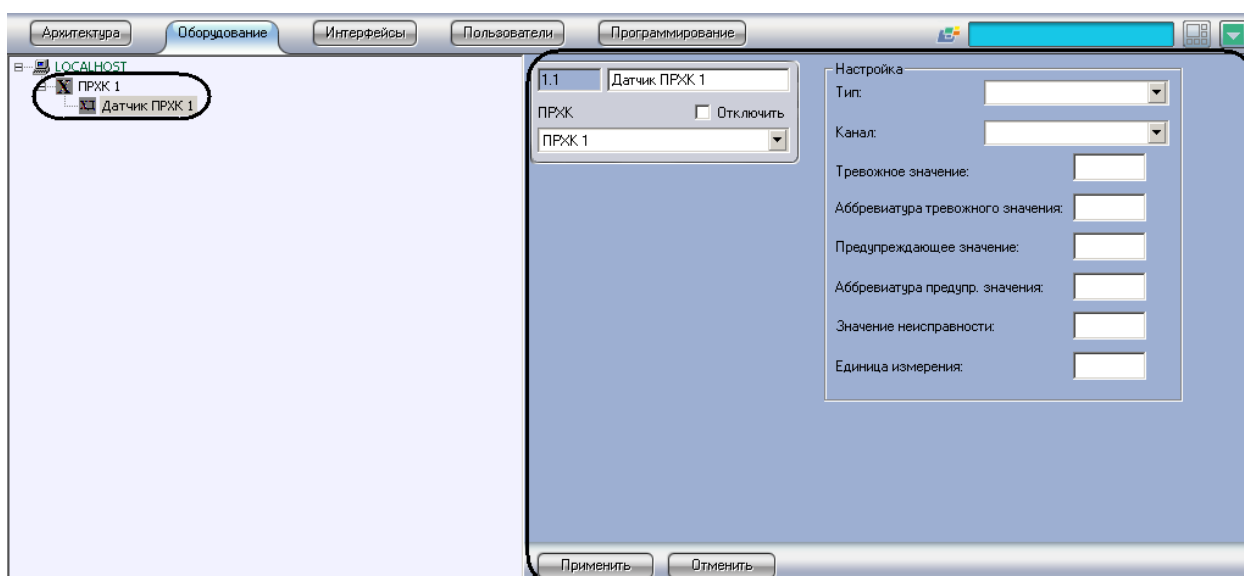 Архитектура Оборудование Интерфейсы Пользователи Программирование
LOCALHOST
ПРХК 1
Датчик ПРХК 1
1.1 Датчик ПРХК 1
ПРХК Отключить
ПРХК 1
Настройка
Тип:
Канал:
Тревожное значение:
Аббревиатура тревожного значения:
Предупреждающее значение:
Аббревиатура предупр. значения:
Значение неисправности:
Единица измерения:
Применить Отменить